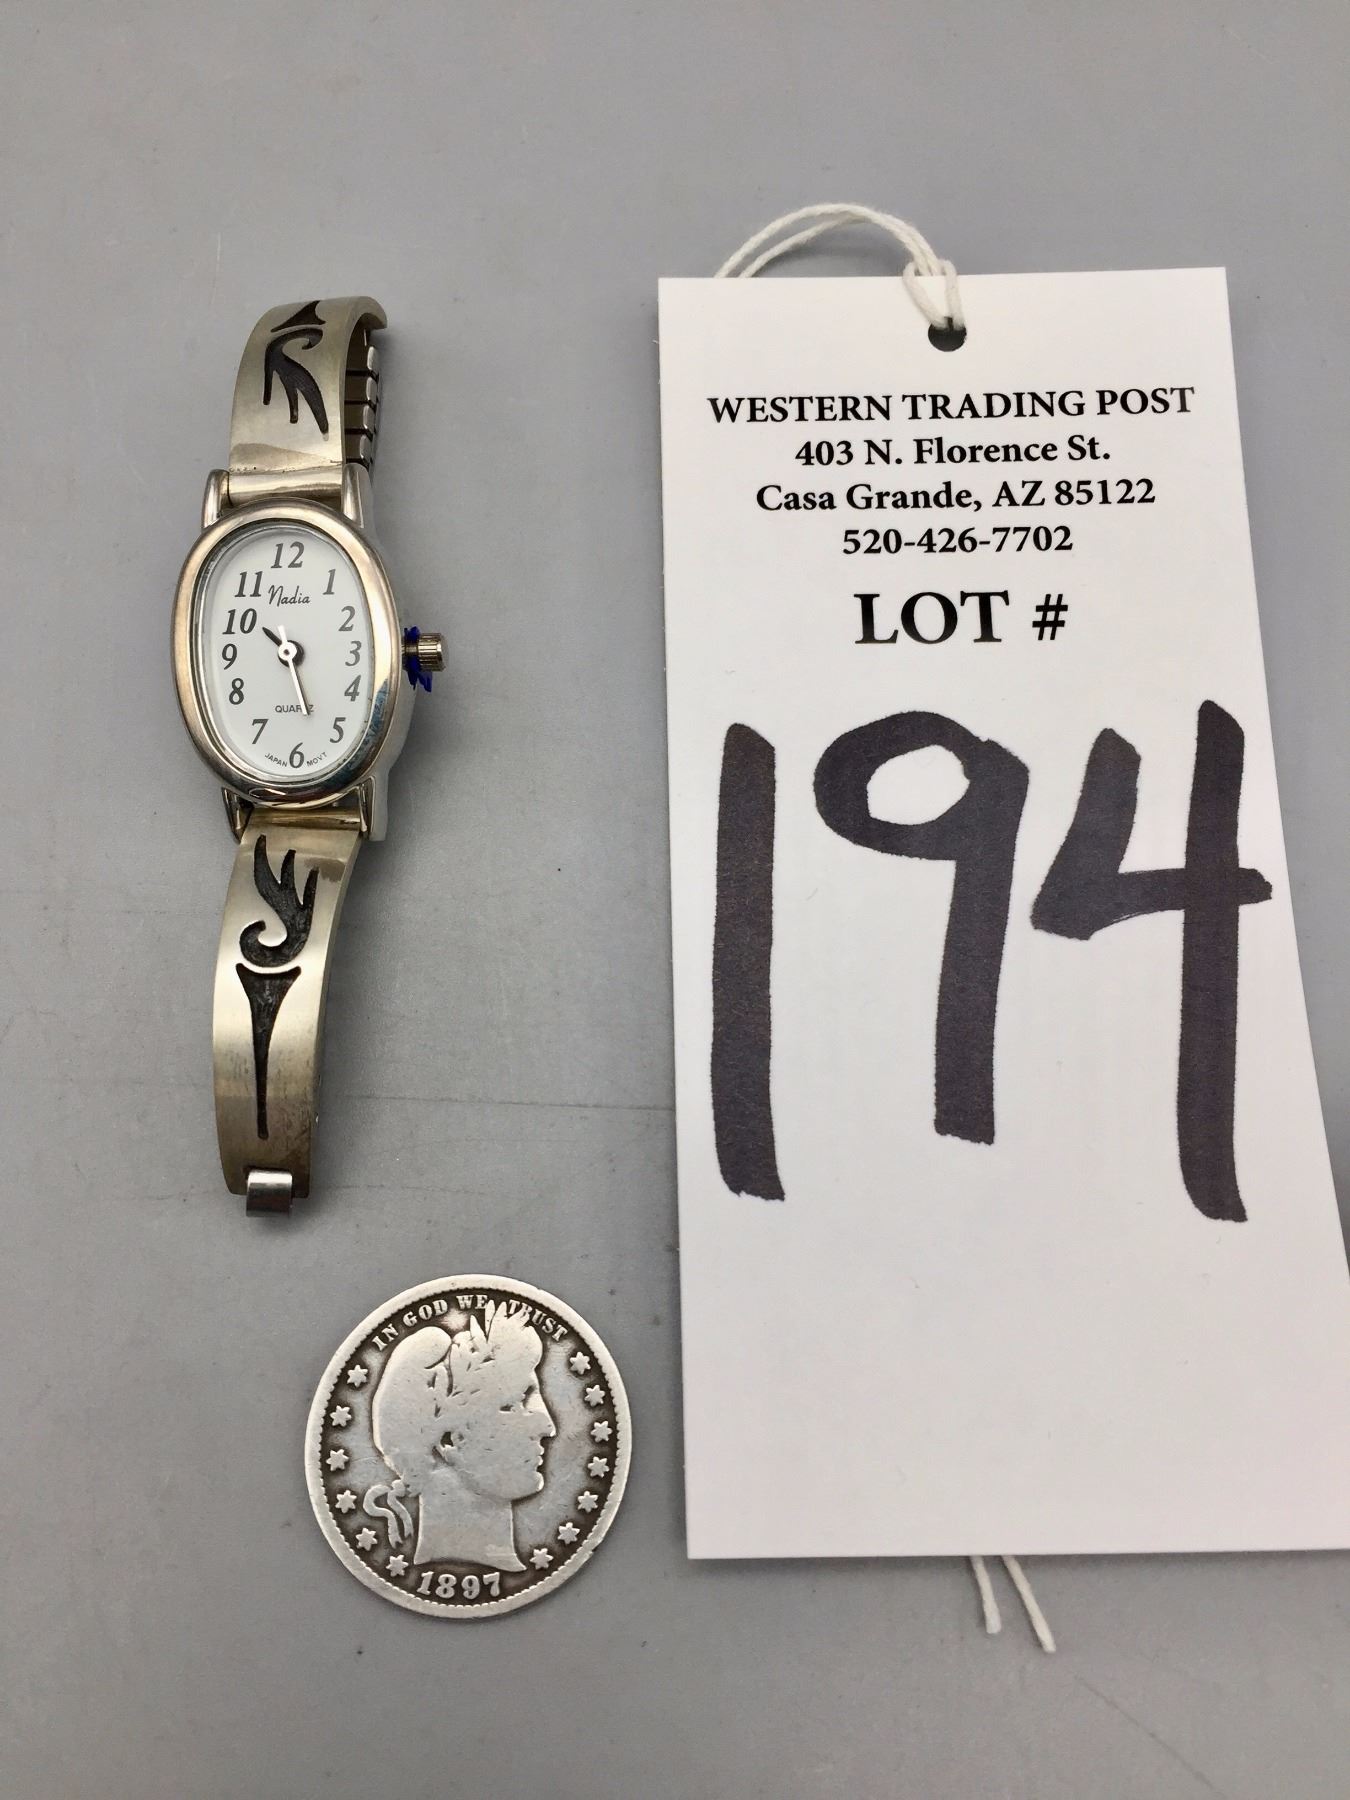 12
11 1
Nadia
10 2
9 3
8 4
QUARTZ
7 5
6
JAPAN MOV'T
WESTERN TRADING POST
403 N. Florence St.
Casa Grande, AZ 85122
520-426-7702
LOT #
194
IN GOD WE TRUST
1897